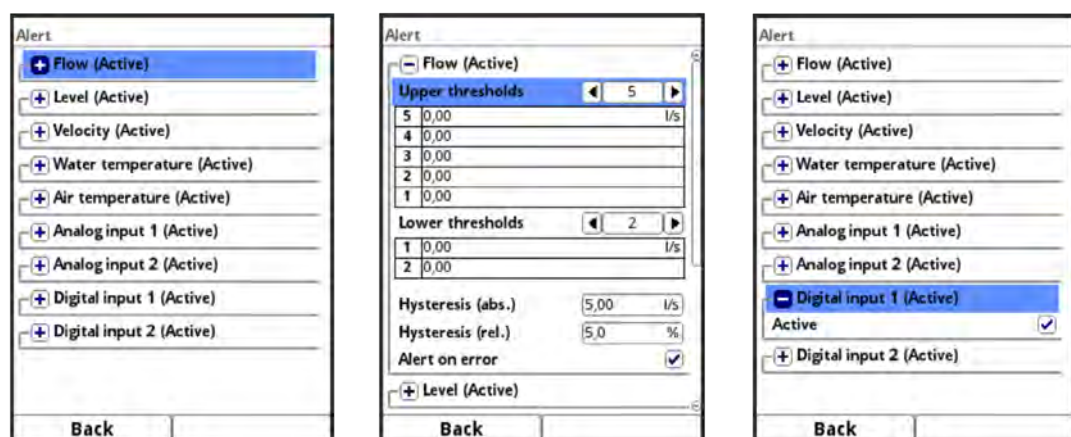 Alert
Flow (Active)
Level (Active)
Velocity (Active)
Water temperature (Active)
Air temperature (Active)
Analog input 1 (Active)
Analog input 2 (Active)
Digital input 1 (Active)
Digital input 2 (Active)
Back
Alert
Flow (Active)
Upper thresholds 5
5 0,00 l/s
4 0,00
3 0,00
2 0,00
1 0,00
Lower thresholds 2
1 0,00 l/s
2 0,00
Hysteresis (abs.) 5,00 l/s
Hysteresis (rel.) 5,0 %
Alert on error
Level (Active)
Back
Alert
Flow (Active)
Level (Active)
Velocity (Active)
Water temperature (Active)
Air temperature (Active)
Analog input 1 (Active)
Analog input 2 (Active)
Digital input 1 (Active)
Active
Digital input 2 (Active)
Back